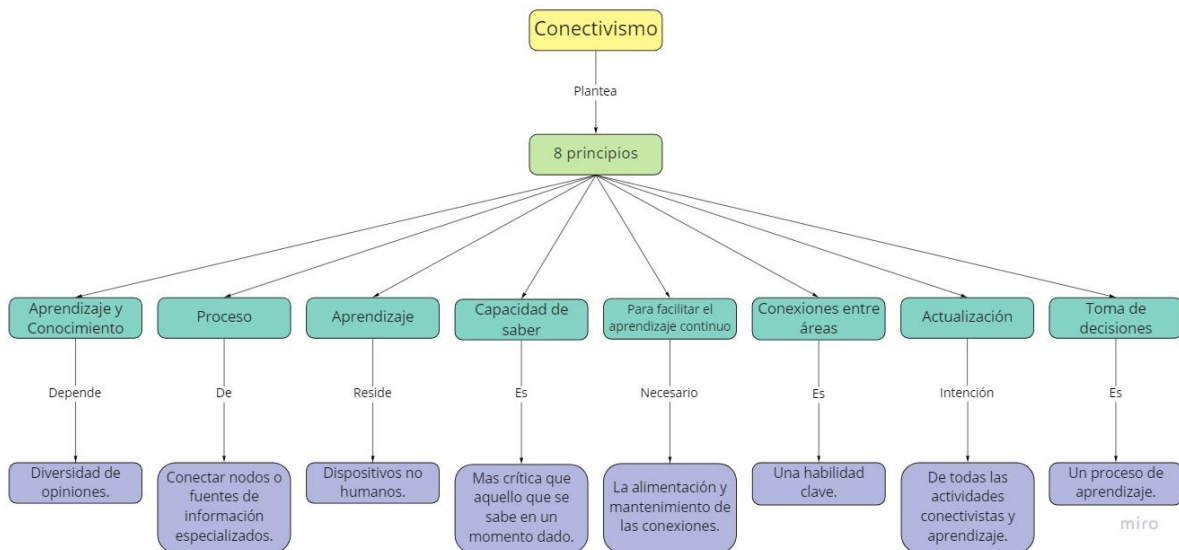 Conectivismo
Plantea
8 principios
Aprendizaje y
Conocimiento
Proceso
Aprendizaje
Capacidad de
saber
Para facilitar el
aprendizaje continuo
Conexiones entre
áreas
Actualización
Toma de
decisiones
Depende
De
Reside
Es
Necesario
Es
Intención
Es
Diversidad de
opiniones.
Conectar nodos o
fuentes de
información
especializados.
Dispositivos no
humanos.
Mas crítica que
aquello que se
sabe en un
momento dado.
La alimentación y
mantenimiento de
las conexiones.
Una habilidad
clave.
De todas las
actividades
conectivistas y
aprendizaje.
Un proceso de
aprendizaje.
miro